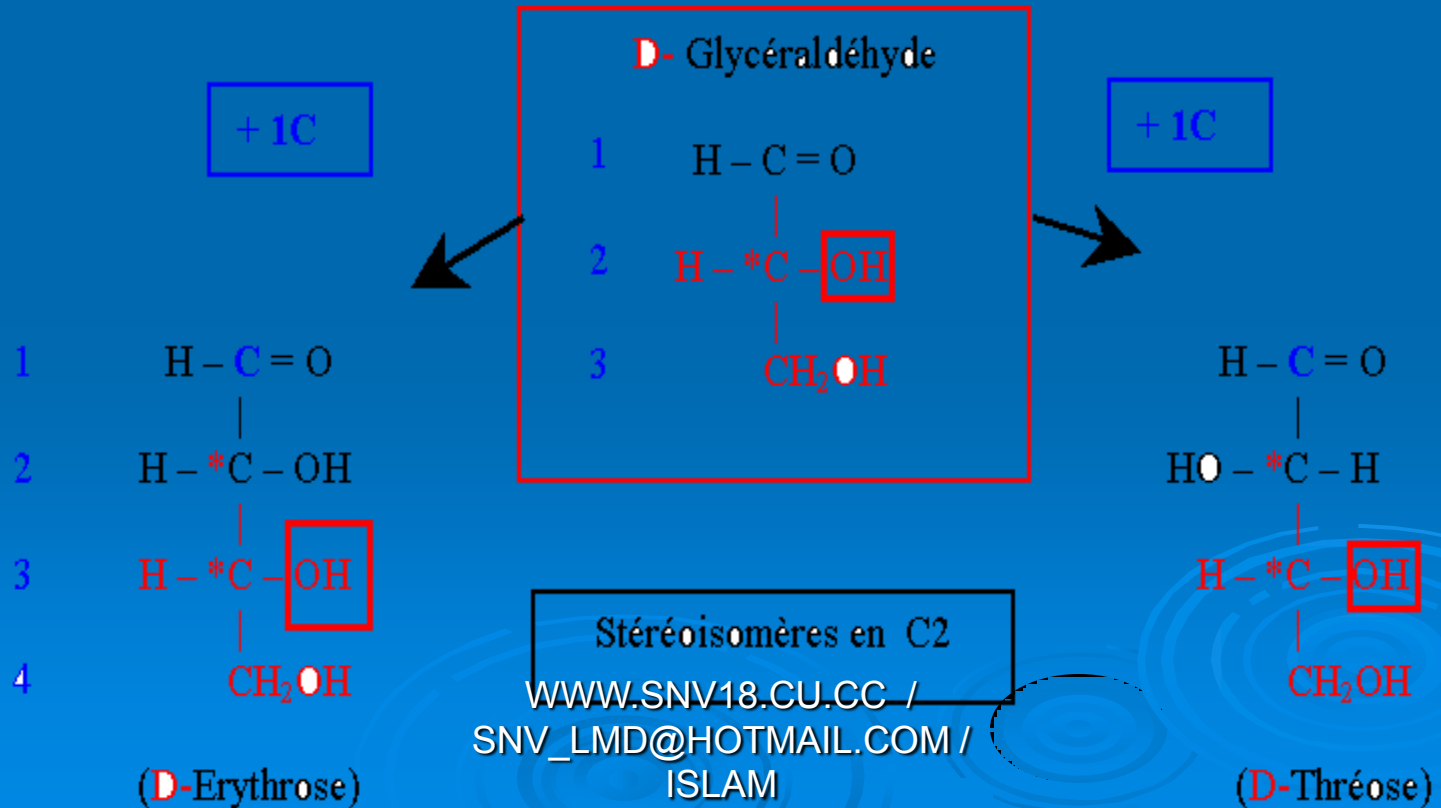 D- Glycéraldéhyde
+ 1C
+ 1C
1 H – C = O
2 H – *C – OH
3 CH₂OH
1 H – C = O
2 H – *C – OH
3 H – *C – OH
4 CH₂OH
(D-Erythrose)
H – C = O
HO – *C – H
H – *C – OH
CH₂OH
(D-Thréose)
Stéréoisomères en C2
WWW.SNV18.CU.CC /
SNV_LMD@HOTMAIL.COM /
ISLAM